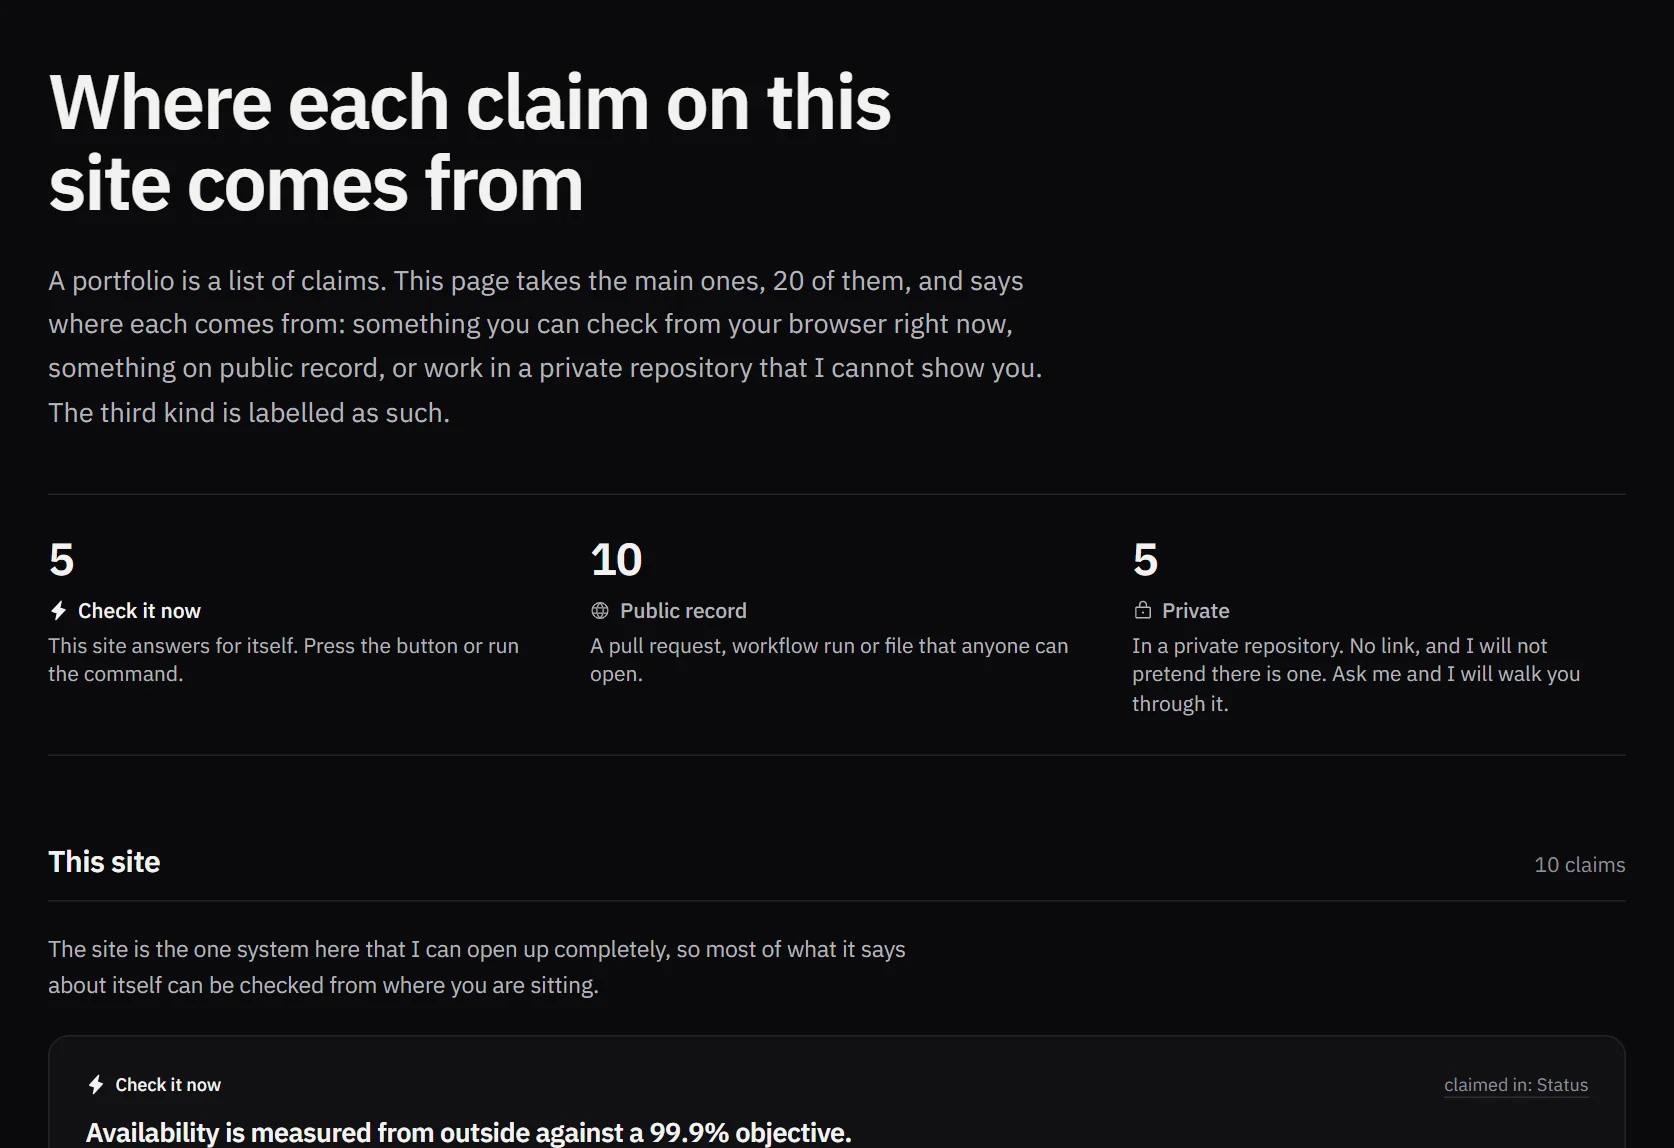 Where each claim on this
site comes from
A portfolio is a list of claims. This page takes the main ones, 20 of them, and says
where each comes from: something you can check from your browser right now,
something on public record, or work in a private repository that I cannot show you.
The third kind is labelled as such.
5
Check it now
This site answers for itself. Press the button or run
the command.
10
Public record
A pull request, workflow run or file that anyone can
open.
5
Private
In a private repository. No link, and I will not
pretend there is one. Ask me and I will walk you
through it.
This site
10 claims
The site is the one system here that I can open up completely, so most of what it says
about itself can be checked from where you are sitting.
Check it now
claimed in: Status
Availability is measured from outside against a 99.9% objective.